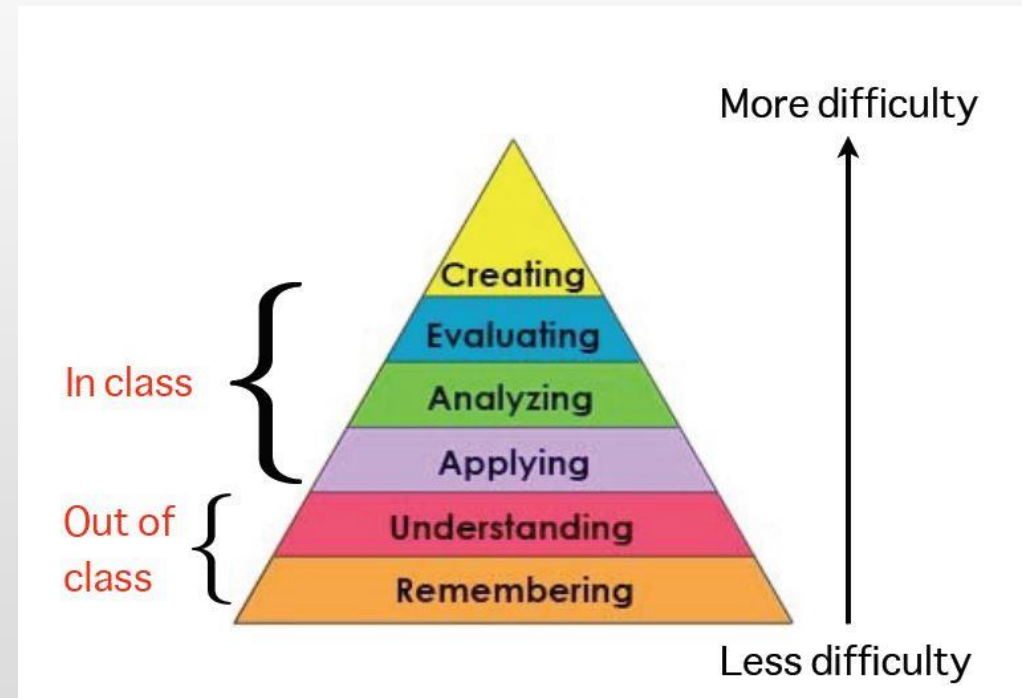 More difficulty
Creating
Evaluating
In class
Analyzing
Applying
Out of
class
Understanding
Remembering
Less difficulty